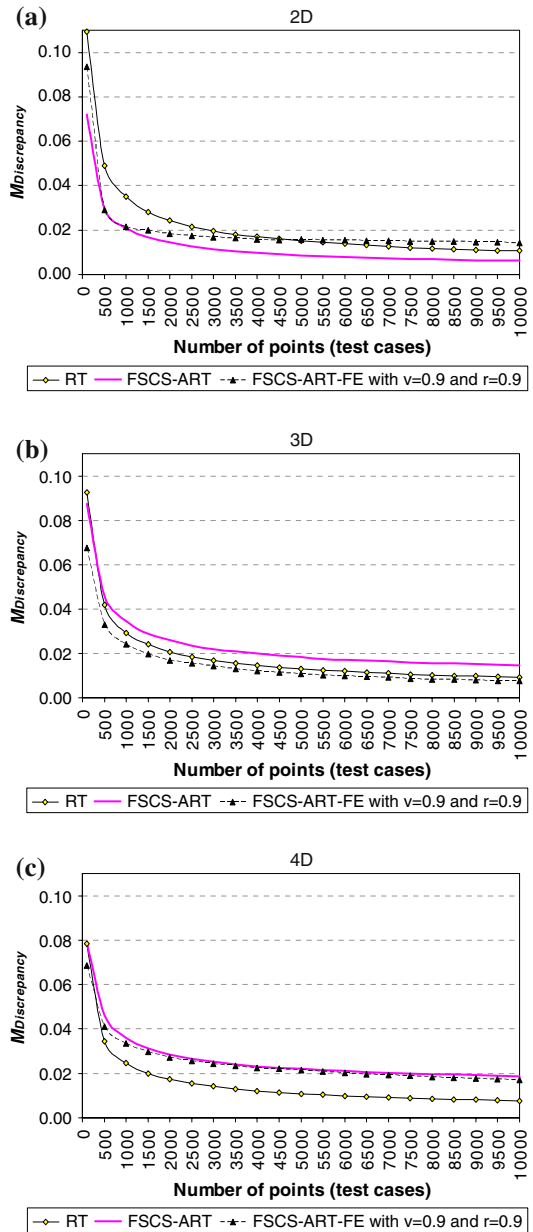 (a)
2D
0.10
0.08
0.06
0.04
0.02
0.00
MDiscrepancy
0 500 1000 1500 2000 2500 3000 3500 4000 4500 5000 5500 6000 6500 7000 7500 8000 8500 9000 9500 10000
Number of points (test cases)
RT FSCS-ART FSCS-ART-FE with v=0.9 and r=0.9
(b)
3D
0.10
0.08
0.06
0.04
0.02
0.00
MDiscrepancy
0 500 1000 1500 2000 2500 3000 3500 4000 4500 5000 5500 6000 6500 7000 7500 8000 8500 9000 9500 10000
Number of points (test cases)
RT FSCS-ART FSCS-ART-FE with v=0.9 and r=0.9
(c)
4D
0.10
0.08
0.06
0.04
0.02
0.00
MDiscrepancy
0 500 1000 1500 2000 2500 3000 3500 4000 4500 5000 5500 6000 6500 7000 7500 8000 8500 9000 9500 10000
Number of points (test cases)
RT FSCS-ART FSCS-ART-FE with v=0.9 and r=0.9